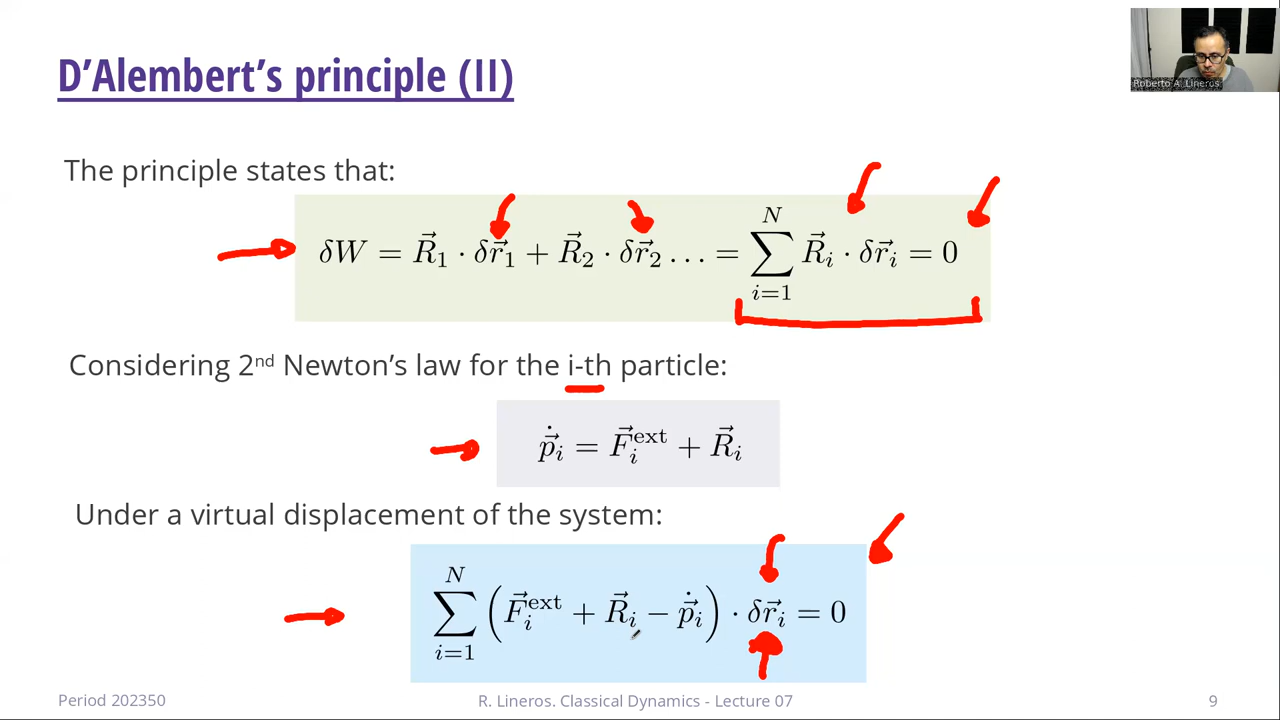 D'Alembert's principle (II)
Roberto A. Lineros
The principle states that:
δW = R⃗₁ · δr⃗₁ + R⃗₂ · δr⃗₂ … = ∑ᵢ₌₁ᴺ R⃗ᵢ · δr⃗ᵢ = 0
Considering 2nd Newton's law for the i-th particle:
ṗ⃗ᵢ = F⃗ᵢᵉˣᵗ + R⃗ᵢ
Under a virtual displacement of the system:
∑ᵢ₌₁ᴺ (F⃗ᵢᵉˣᵗ + R⃗ᵢ − ṗ⃗ᵢ) · δr⃗ᵢ = 0
Period 202350
R. Lineros. Classical Dynamics - Lecture 07
9